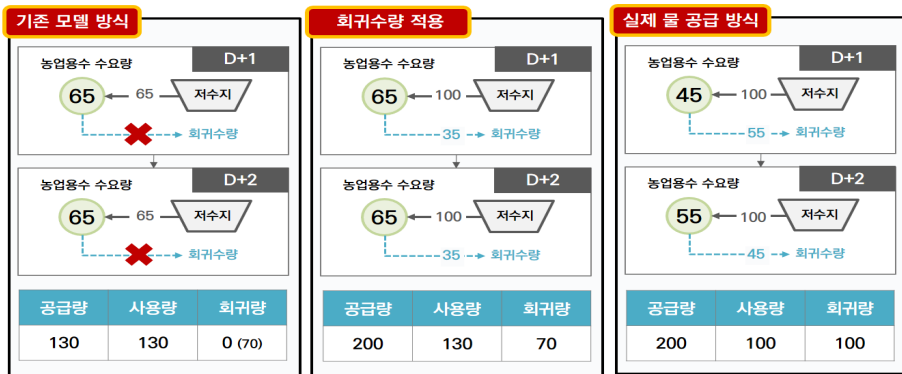 기존 모델 방식
D+1
농업용수 수요량
65
65
저수지
회귀수량
D+2
농업용수 수요량
65
65
저수지
회귀수량
공급량 사용량 회귀량
130 130 0 (70)
회귀수량 적용
D+1
농업용수 수요량
65
100
저수지
35
회귀수량
D+2
농업용수 수요량
65
100
저수지
35
회귀수량
공급량 사용량 회귀량
200 130 70
실제 물 공급 방식
D+1
농업용수 수요량
45
100
저수지
55
회귀수량
D+2
농업용수 수요량
55
100
저수지
45
회귀수량
공급량 사용량 회귀량
200 100 100